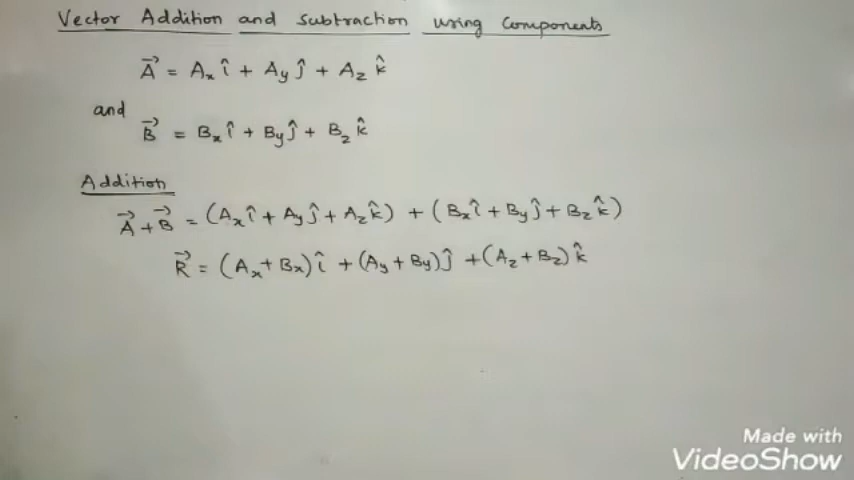 Vector Addition and Subtraction using Components
A⃗ = Aₓ î + Aᵧ ĵ + A_z k̂
and
B⃗ = Bₓ î + Bᵧ ĵ + B_z k̂
Addition
A⃗ + B⃗ = (Aₓ î + Aᵧ ĵ + A_z k̂) + (Bₓ î + Bᵧ ĵ + B_z k̂)
R⃗ = (Aₓ + Bₓ) î + (Aᵧ + Bᵧ) ĵ + (A_z + B_z) k̂
Made with
VideoShow